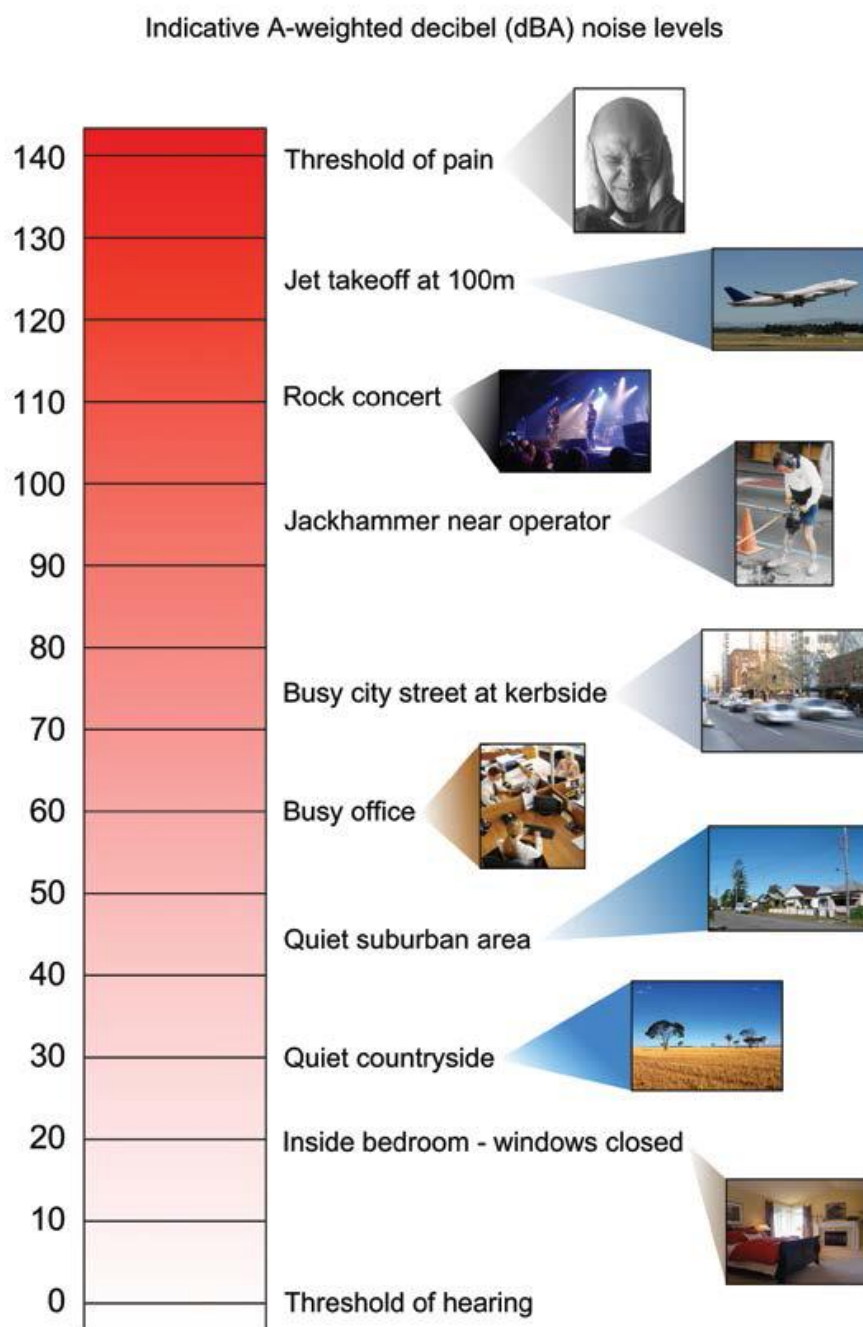 Indicative A-weighted decibel (dBA) noise levels
140 Threshold of pain
130
Jet takeoff at 100m
120
Rock concert
110
100
Jackhammer near operator
90
80
Busy city street at kerbside
70
60 Busy office
50
Quiet suburban area
40
30 Quiet countryside
20 Inside bedroom - windows closed
10
0 Threshold of hearing